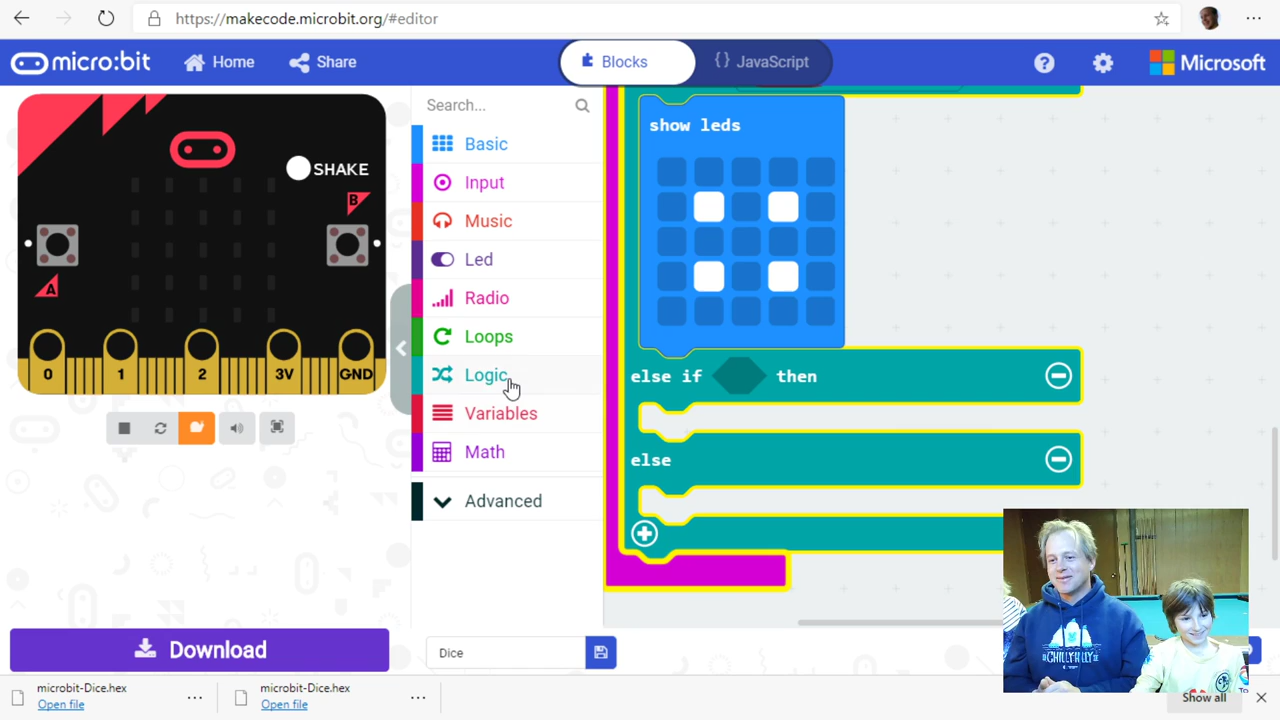 https://makecode.microbit.org/#editor
micro:bit
Home
Share
Blocks
{} JavaScript
?
Microsoft
SHAKE
B
A
0
1
2
3V
GND
Search...
Basic
Input
Music
Led
Radio
Loops
Logic
Variables
Math
Advanced
show leds
else if
then
else
Download
Dice
CHILLY HILLY
microbit-Dice.hex
Open file
microbit-Dice.hex
Open file
Show all